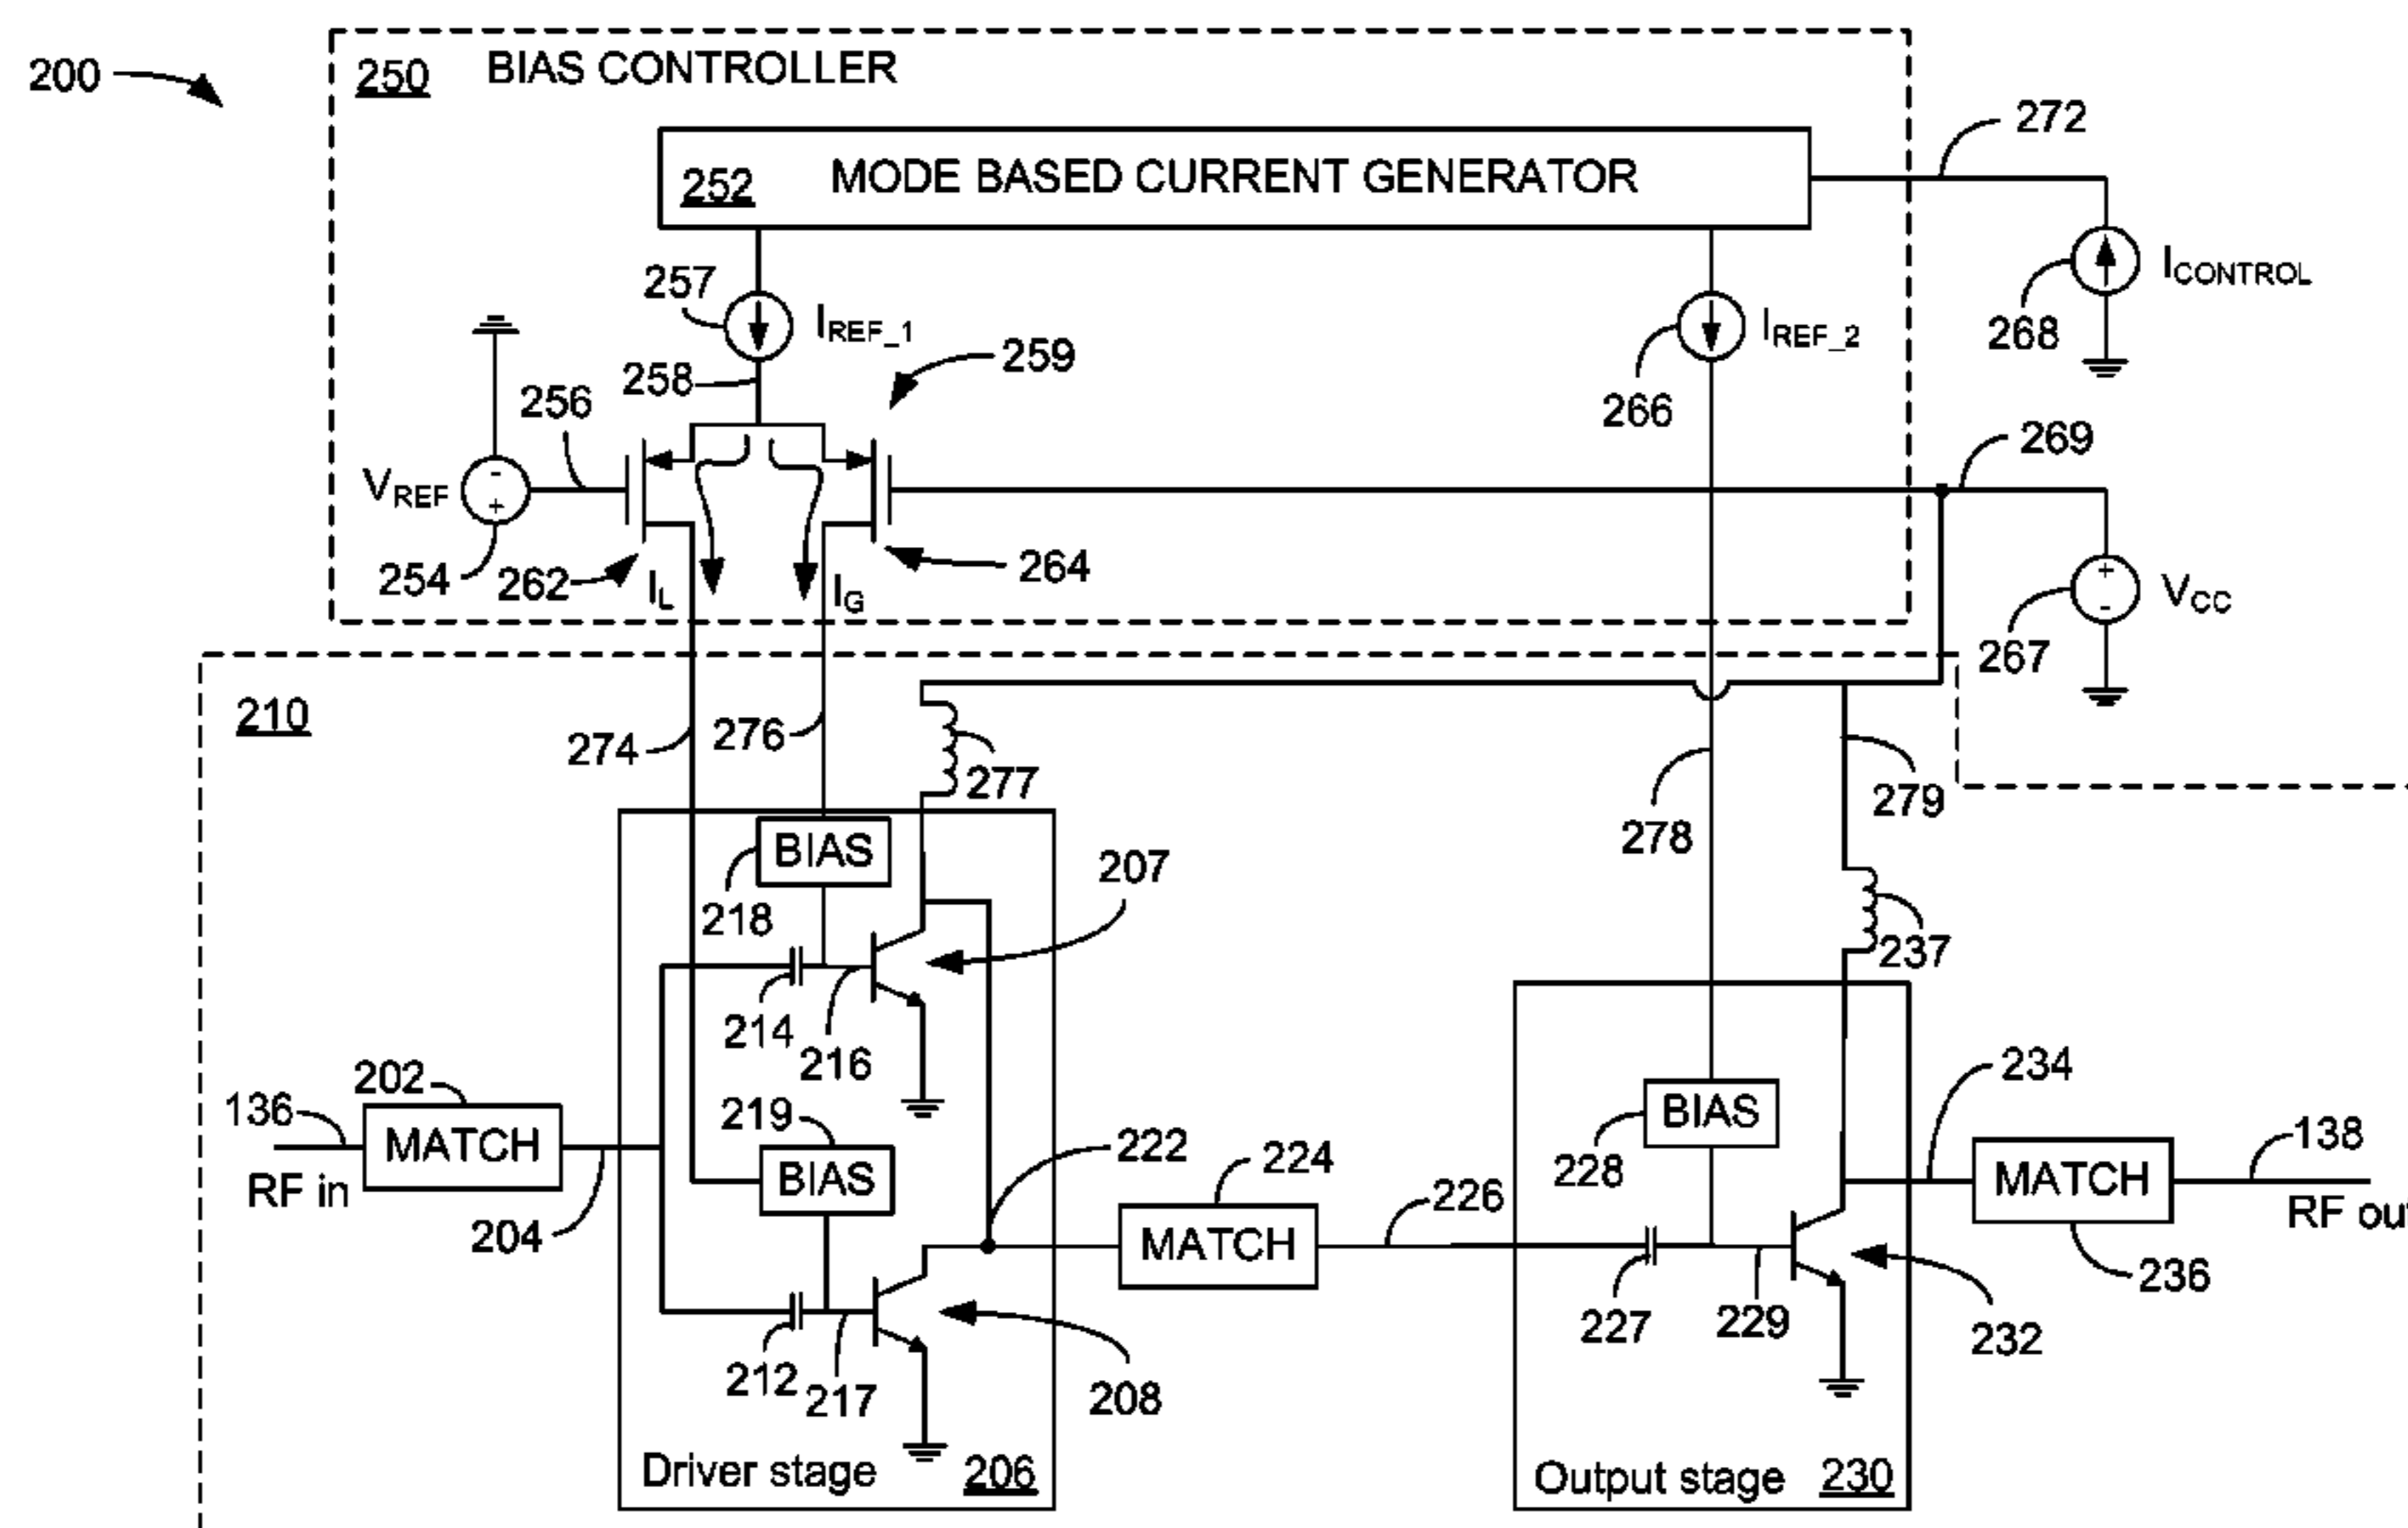 200
250 BIAS CONTROLLER
272
252 MODE BASED CURRENT GENERATOR
257
I_REF_1
258
259
I_REF_2
266
268
I_CONTROL
256
V_REF
-
+
254
262
I_L
I_G
264
269
+
-
V_CC
267
210
274
276
277
278
279
BIAS
218
207
237
214
216
202
136
MATCH
RF in
204
219
BIAS
222
224
MATCH
226
228
BIAS
234
138
MATCH
RF out
236
212
217
208
227
229
232
Driver stage 206
Output stage 230